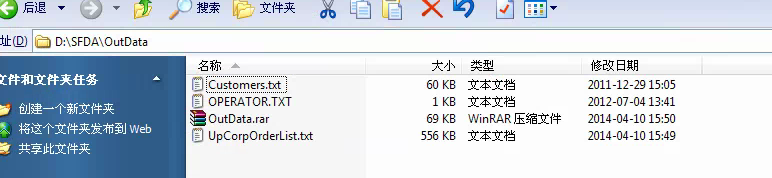 后退 搜索 文件夹
址(D) D:\SFDA\OutData
文件和文件夹任务
创建一个新文件夹
将这个文件夹发布到 Web
共享此文件夹
名称 大小 类型 修改日期
Customers.txt 60 KB 文本文档 2011-12-29 15:05
OPERATOR.TXT 1 KB 文本文档 2012-07-04 13:41
OutData.rar 69 KB WinRAR 压缩文件 2014-04-10 15:50
UpCorpOrderList.txt 556 KB 文本文档 2014-04-10 15:49